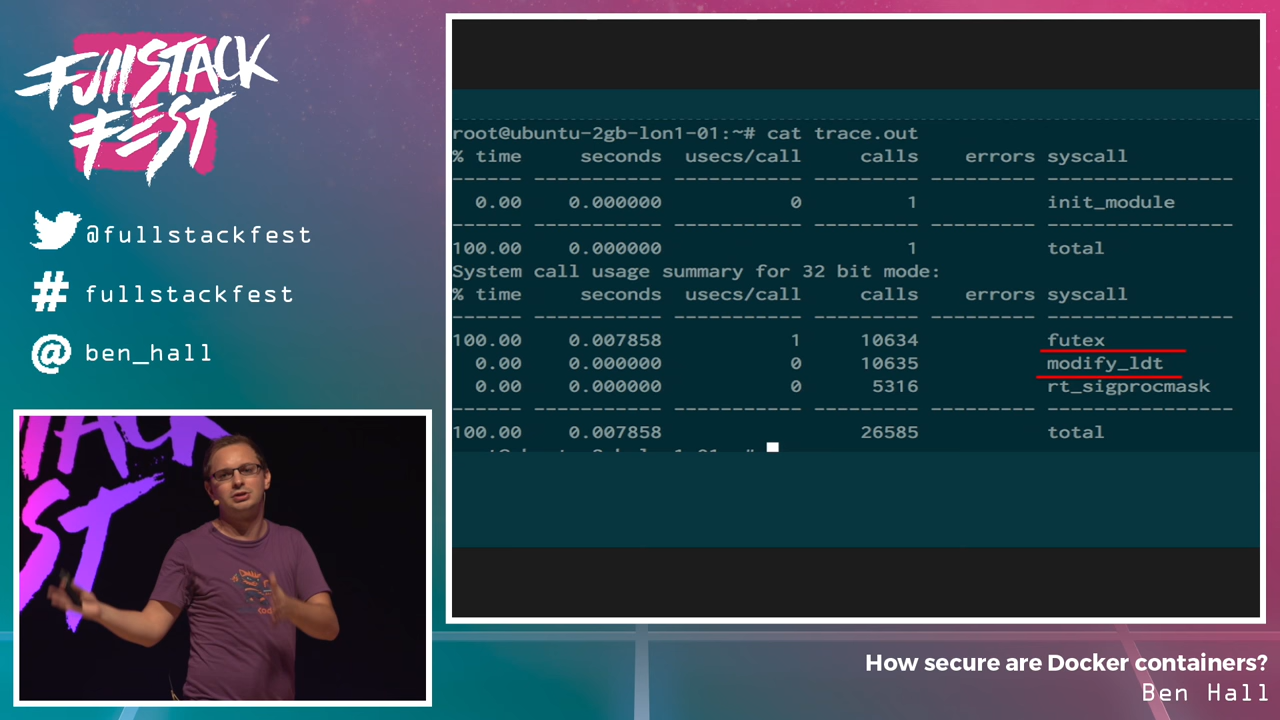 FullStack
Fest
@fullstackfest
# fullstackfest
@ ben_hall
root@ubuntu-2gb-lon1-01:~# cat trace.out
% time seconds usecs/call calls errors syscall
------ ----------- ----------- --------- --------- ----------------
0.00 0.000000 0 1 init_module
------ ----------- ----------- --------- --------- ----------------
100.00 0.000000 1 total
System call usage summary for 32 bit mode:
% time seconds usecs/call calls errors syscall
------ ----------- ----------- --------- --------- ----------------
100.00 0.007858 1 10634 futex
0.00 0.000000 0 10635 modify_ldt
0.00 0.000000 0 5316 rt_sigprocmask
------ ----------- ----------- --------- --------- ----------------
100.00 0.007858 26585 total
How secure are Docker containers?
Ben Hall